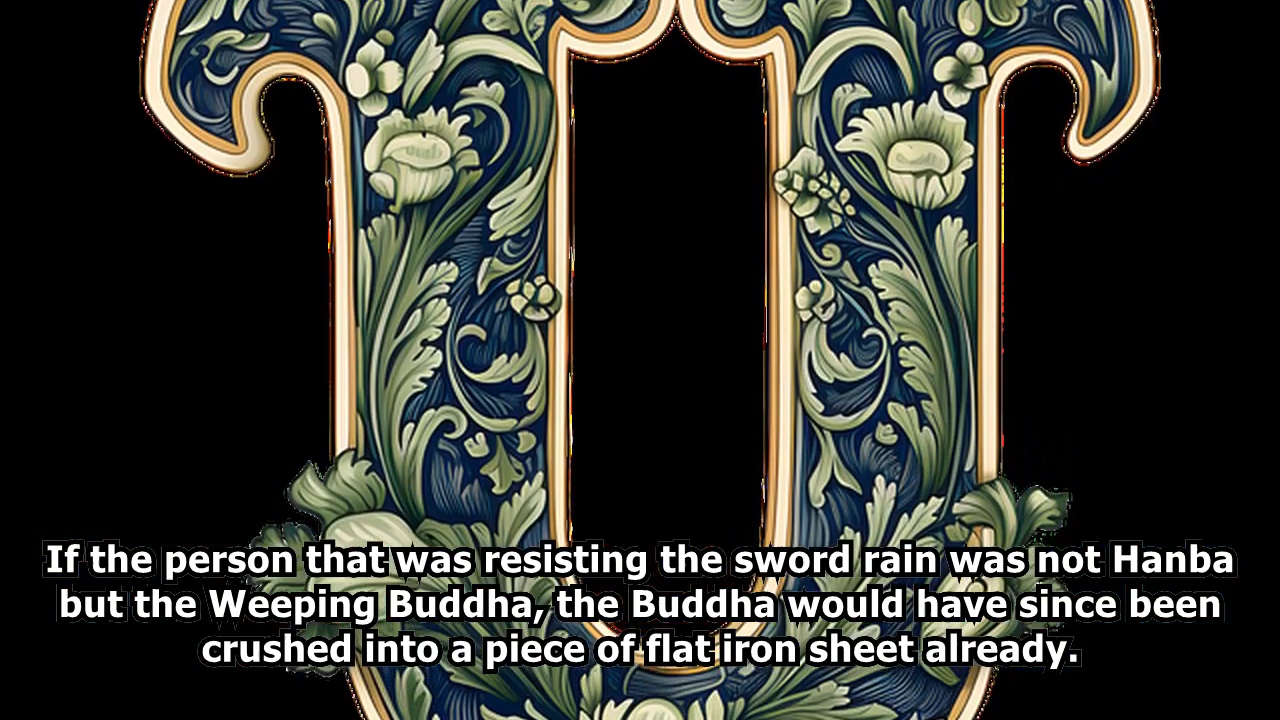 If the person that was resisting the sword rain was not Hanba
but the Weeping Buddha, the Buddha would have since been
crushed into a piece of flat iron sheet already.